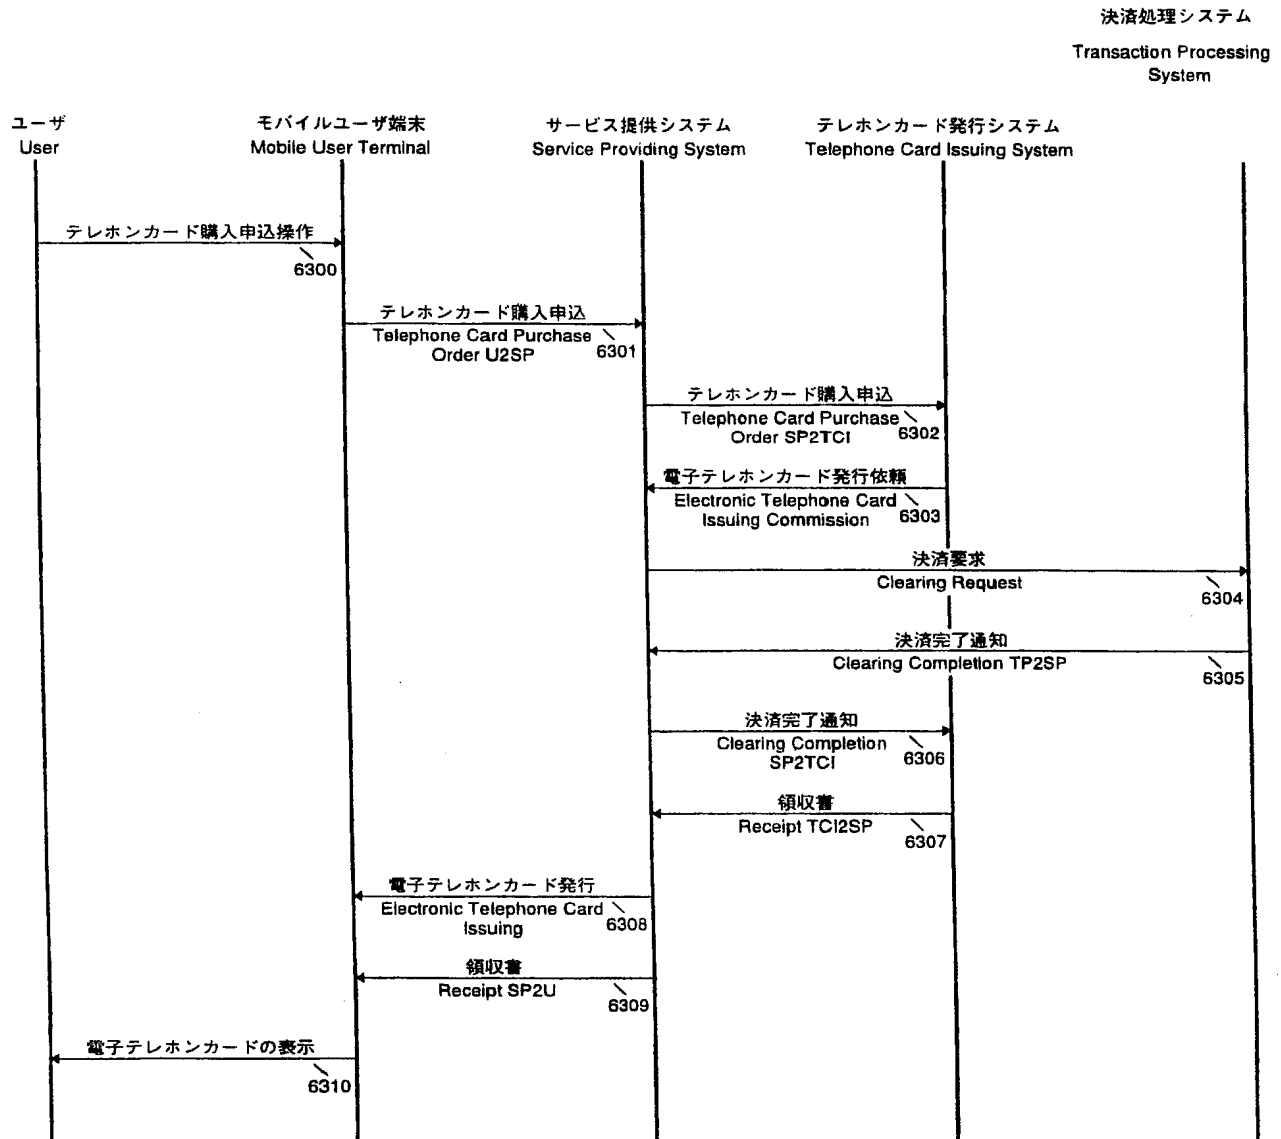 決済処理システム
Transaction Processing
System
ユーザ
User
モバイルユーザ端末
Mobile User Terminal
サービス提供システム
Service Providing System
テレホンカード発行システム
Telephone Card Issuing System
テレホンカード購入申込操作
6300
テレホンカード購入申込
Telephone Card Purchase
Order U2SP
6301
テレホンカード購入申込
Telephone Card Purchase
Order SP2TCI
6302
電子テレホンカード発行依頼
Electronic Telephone Card
Issuing Commission
6303
決済要求
Clearing Request
6304
決済完了通知
Clearing Completion TP2SP
6305
決済完了通知
Clearing Completion
SP2TCI
6306
領収書
Receipt TCI2SP
6307
電子テレホンカード発行
Electronic Telephone Card
Issuing
6308
領収書
Receipt SP2U
6309
電子テレホンカードの表示
6310